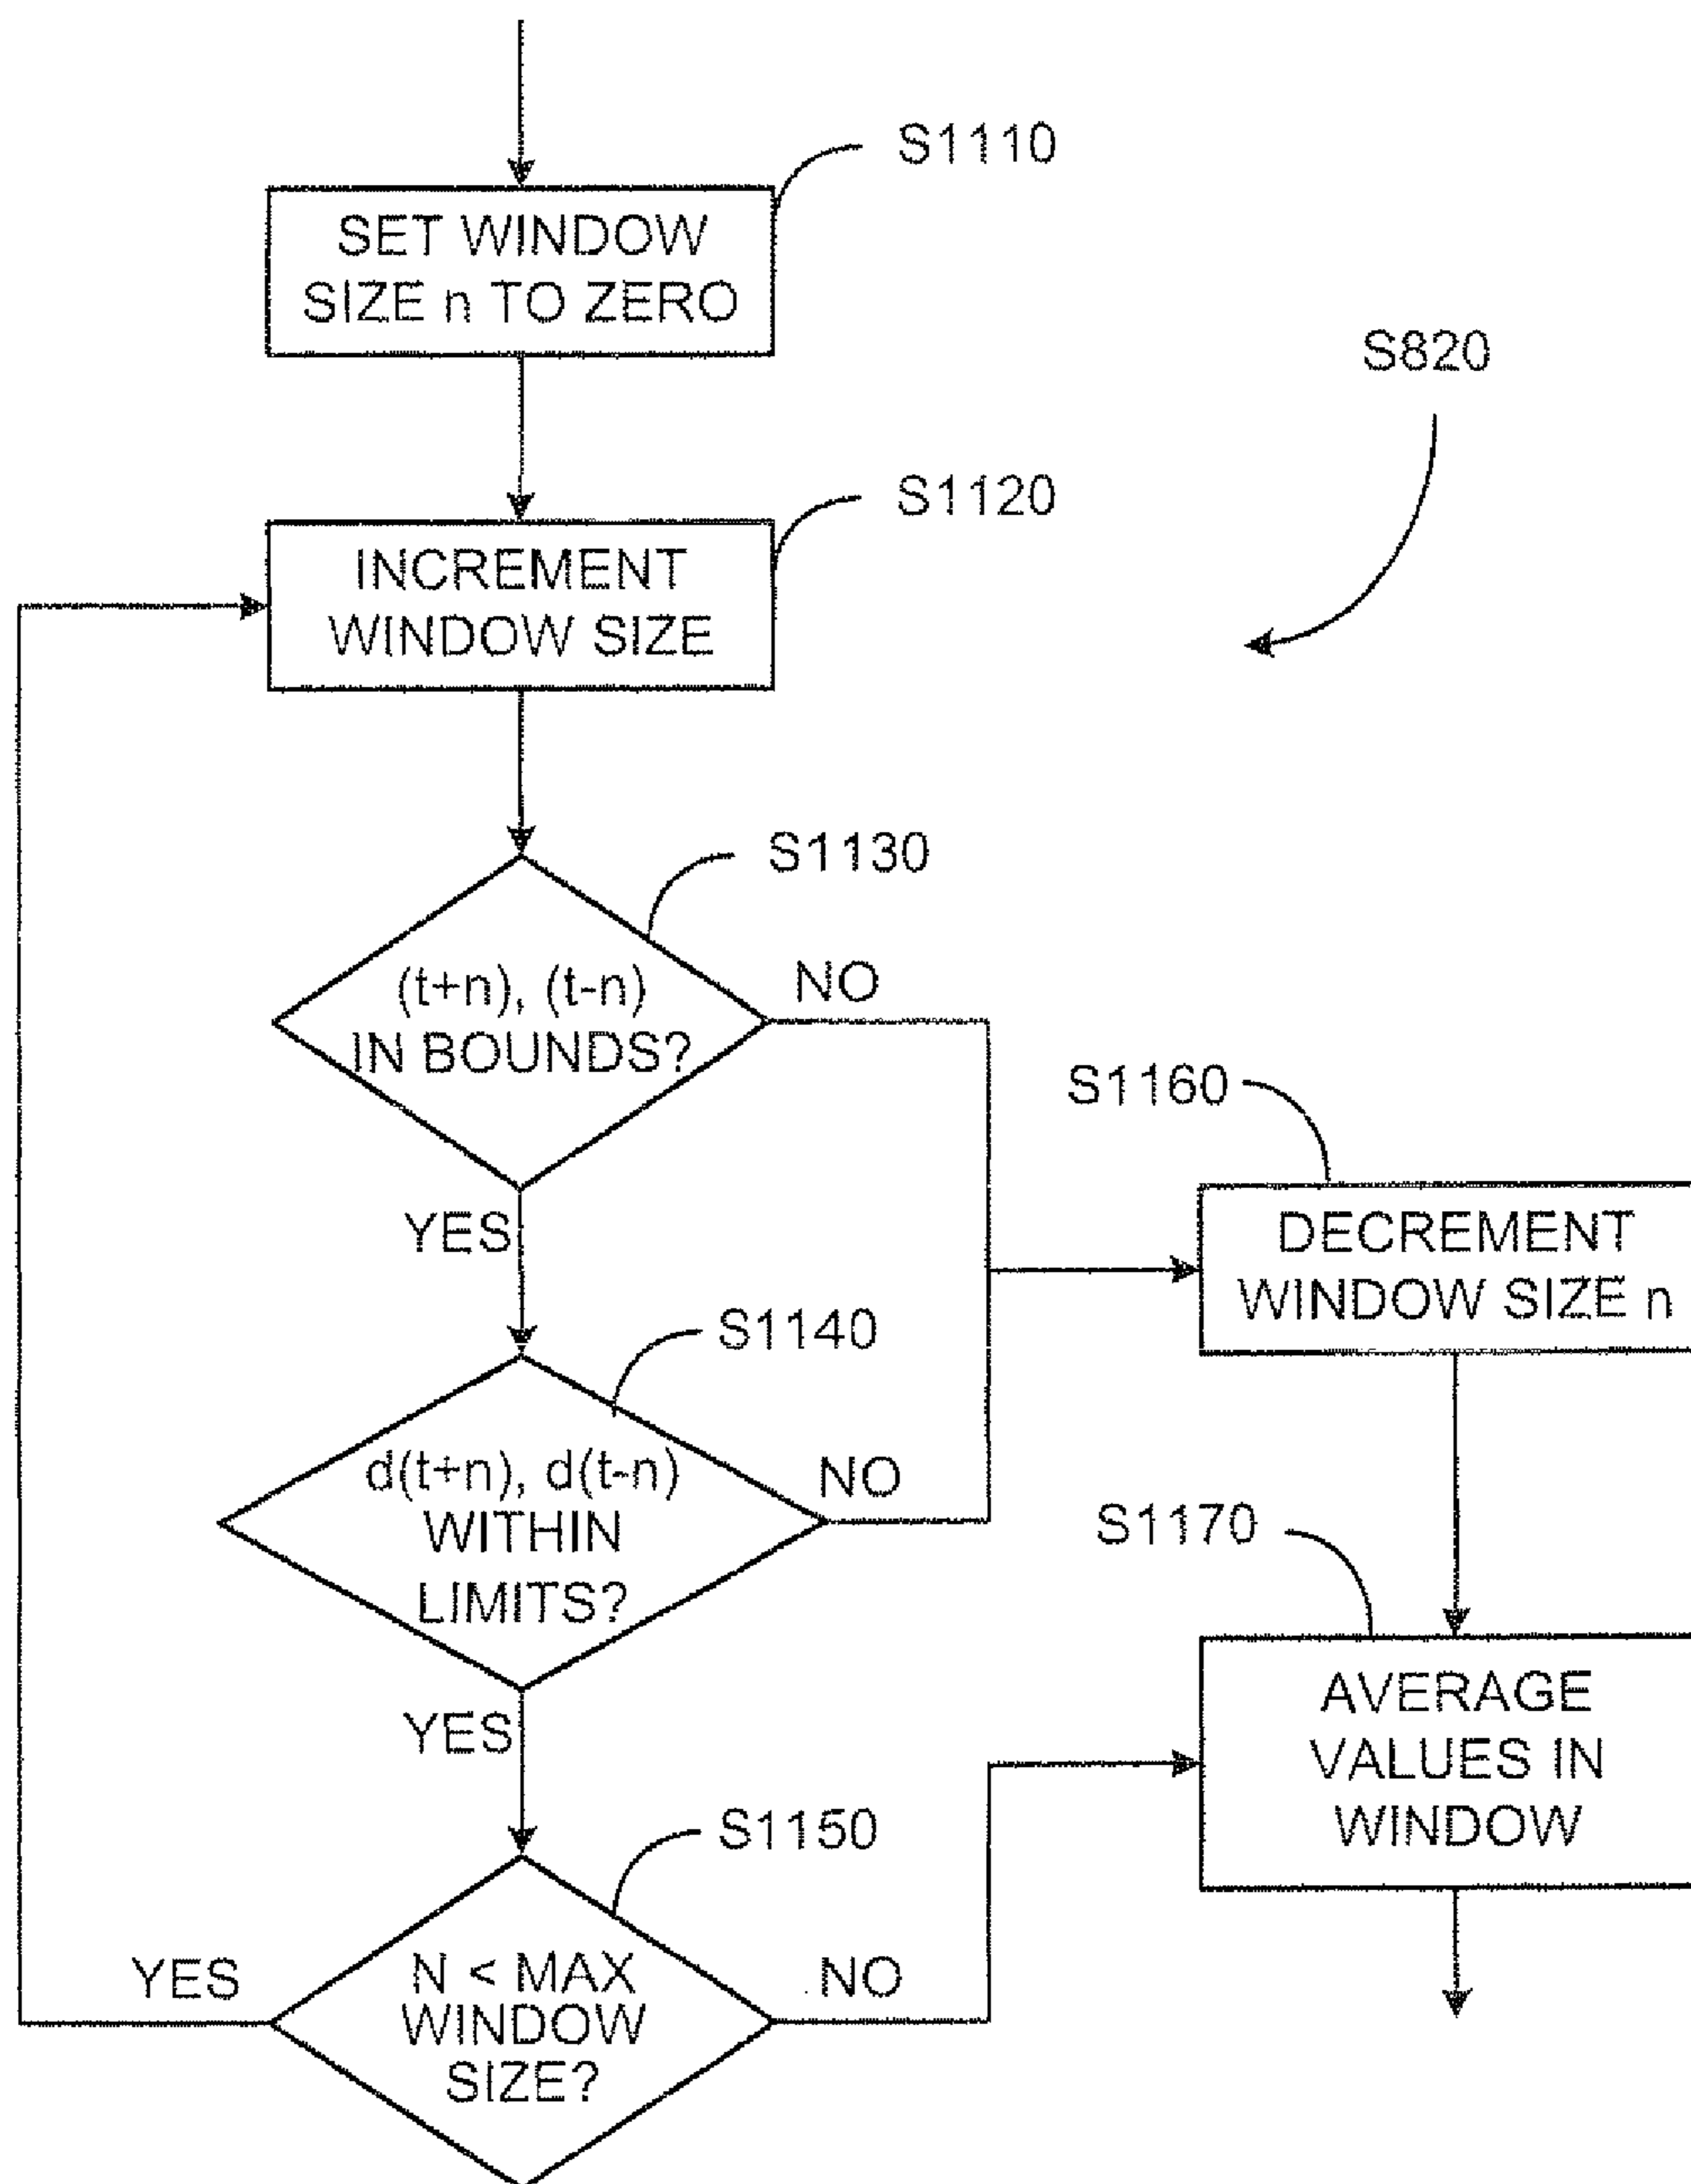 S1110
SET WINDOW
SIZE n TO ZERO
S820
S1120
INCREMENT
WINDOW SIZE
S1130
(t+n), (t-n)
IN BOUNDS?
NO
YES
S1160
DECREMENT
WINDOW SIZE n
S1140
d(t+n), d(t-n)
WITHIN
LIMITS?
NO
YES
S1170
AVERAGE
VALUES IN
WINDOW
S1150
N < MAX
WINDOW
SIZE?
YES
NO